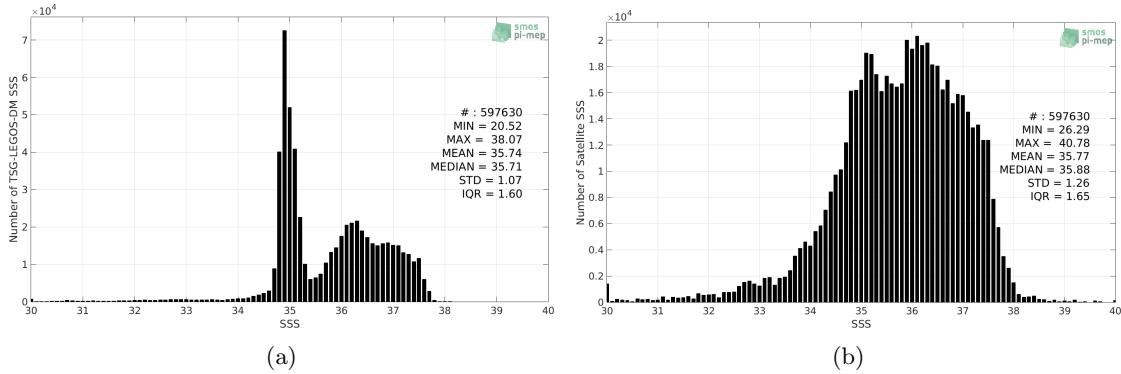 ×10⁴
smos
pi-mep
8
7
6
5
4
3
2
1
0
Number of TSG-LEGOS-DM SSS
# : 597630
MIN = 20.52
MAX = 38.07
MEAN = 35.74
MEDIAN = 35.71
STD = 1.07
IQR = 1.60
30 31 32 33 34 35 36 37 38 39 40
SSS
(a)
×10⁴
smos
pi-mep
2
1.8
1.6
1.4
1.2
1
0.8
0.6
0.4
0.2
0
Number of Satellite SSS
# : 597630
MIN = 26.29
MAX = 40.78
MEAN = 35.77
MEDIAN = 35.88
STD = 1.26
IQR = 1.65
30 31 32 33 34 35 36 37 38 39 40
SSS
(b)